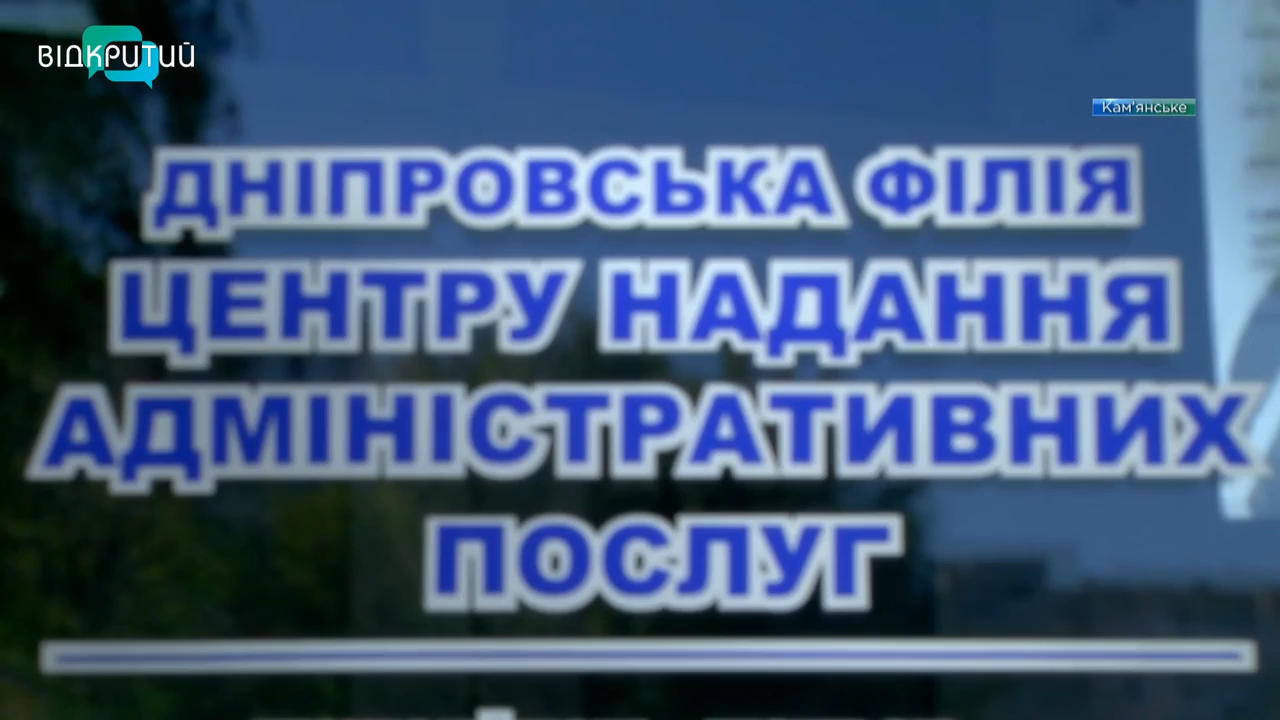 ВІДКРИТИЙ
Кам'янське
ДНІПРОВСЬКА ФІЛІЯ
ЦЕНТРУ НАДАННЯ
АДМІНІСТРАТИВНИХ
ПОСЛУГ